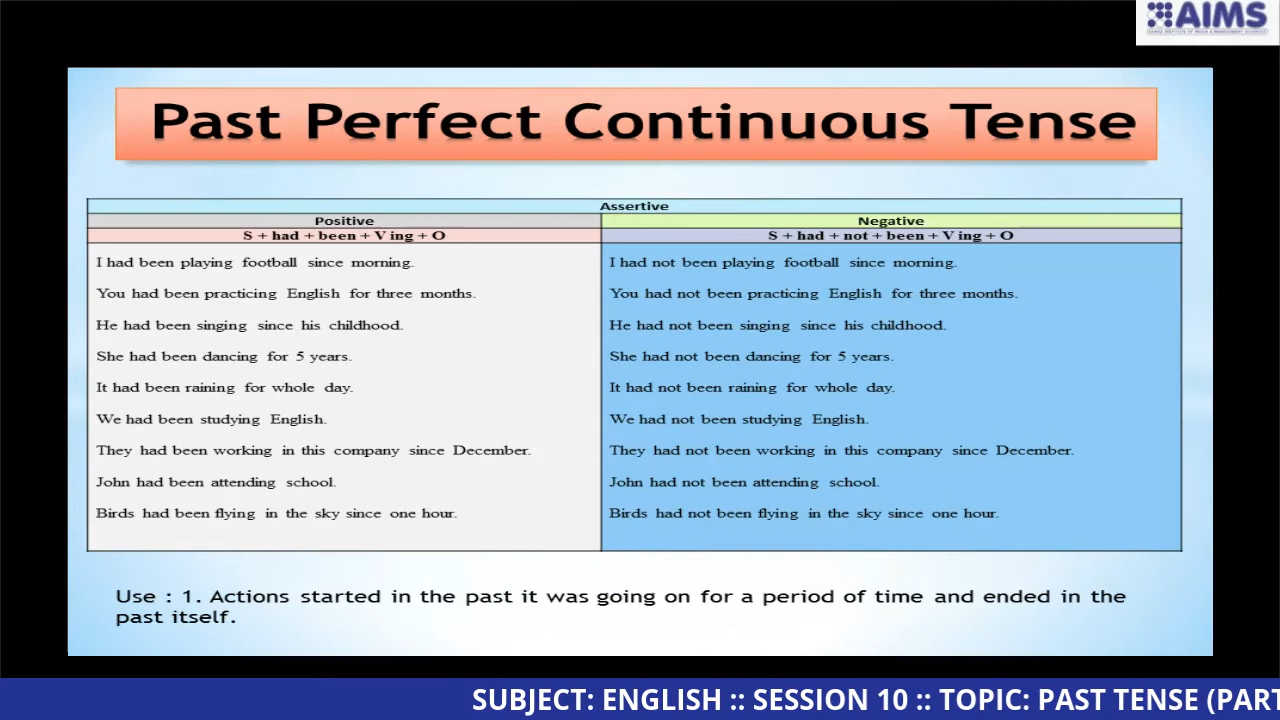 AIMS
Past Perfect Continuous Tense
Assertive
Positive
Negative
S + had + been + V ing + O
S + had + not + been + V ing + O
I had been playing football since morning.
You had been practicing English for three months.
He had been singing since his childhood.
She had been dancing for 5 years.
It had been raining for whole day.
We had been studying English.
They had been working in this company since December.
John had been attending school.
Birds had been flying in the sky since one hour.
I had not been playing football since morning.
You had not been practicing English for three months.
He had not been singing since his childhood.
She had not been dancing for 5 years.
It had not been raining for whole day.
We had not been studying English.
They had not been working in this company since December.
John had not been attending school.
Birds had not been flying in the sky since one hour.
Use : 1. Actions started in the past it was going on for a period of time and ended in the
past itself.
SUBJECT: ENGLISH :: SESSION 10 :: TOPIC: PAST TENSE (PART